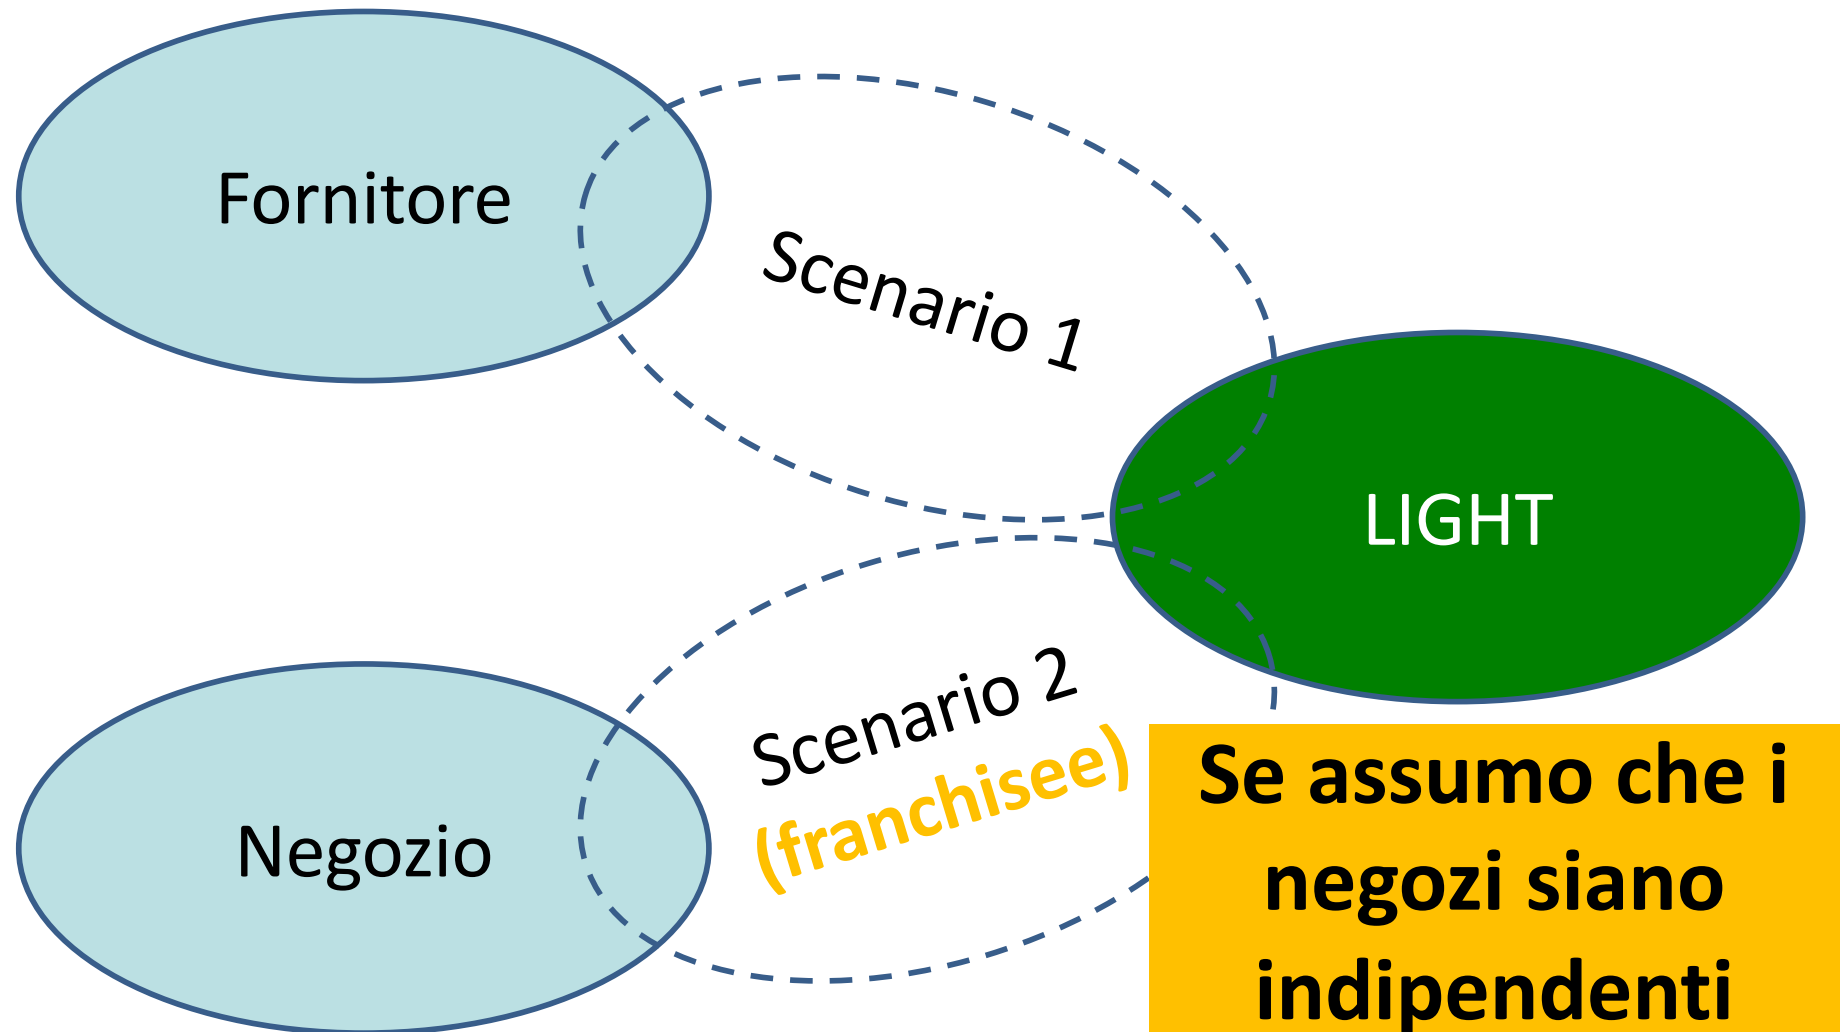 Fornitore
Scenario 1
LIGHT
Scenario 2
(franchisee)
Negozio
Se assumo che i
negozi siano
indipendenti